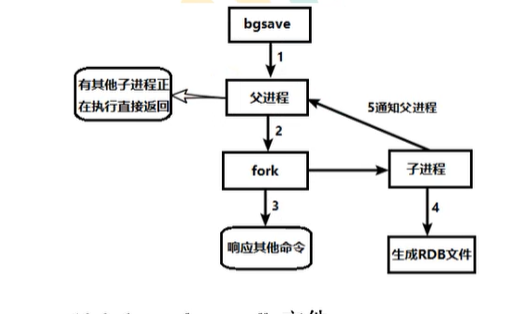 bgsave
1
有其他子进程正
在执行直接返回
父进程
5通知父进程
2
fork
子进程
3
4
响应其他命令
生成RDB文件